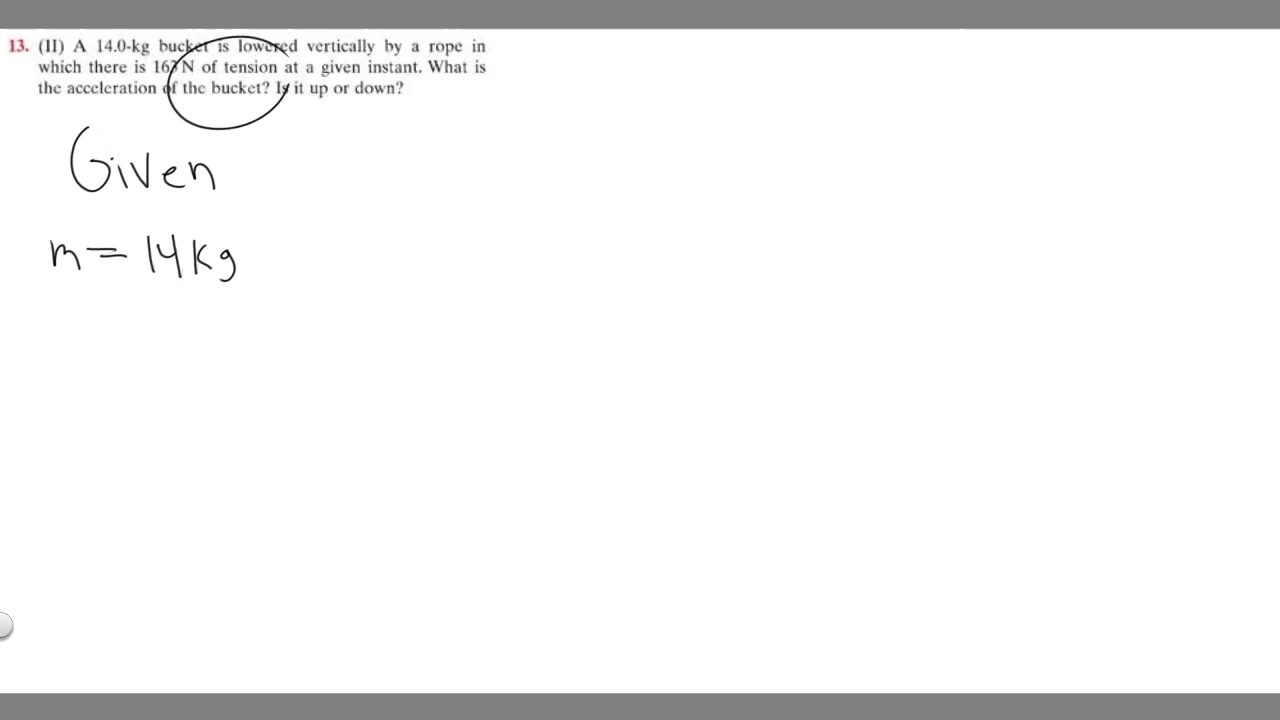 13. (II) A 14.0-kg bucket is lowered vertically by a rope in
which there is 163 N of tension at a given instant. What is
the acceleration of the bucket? Is it up or down?
Given
m = 14 kg